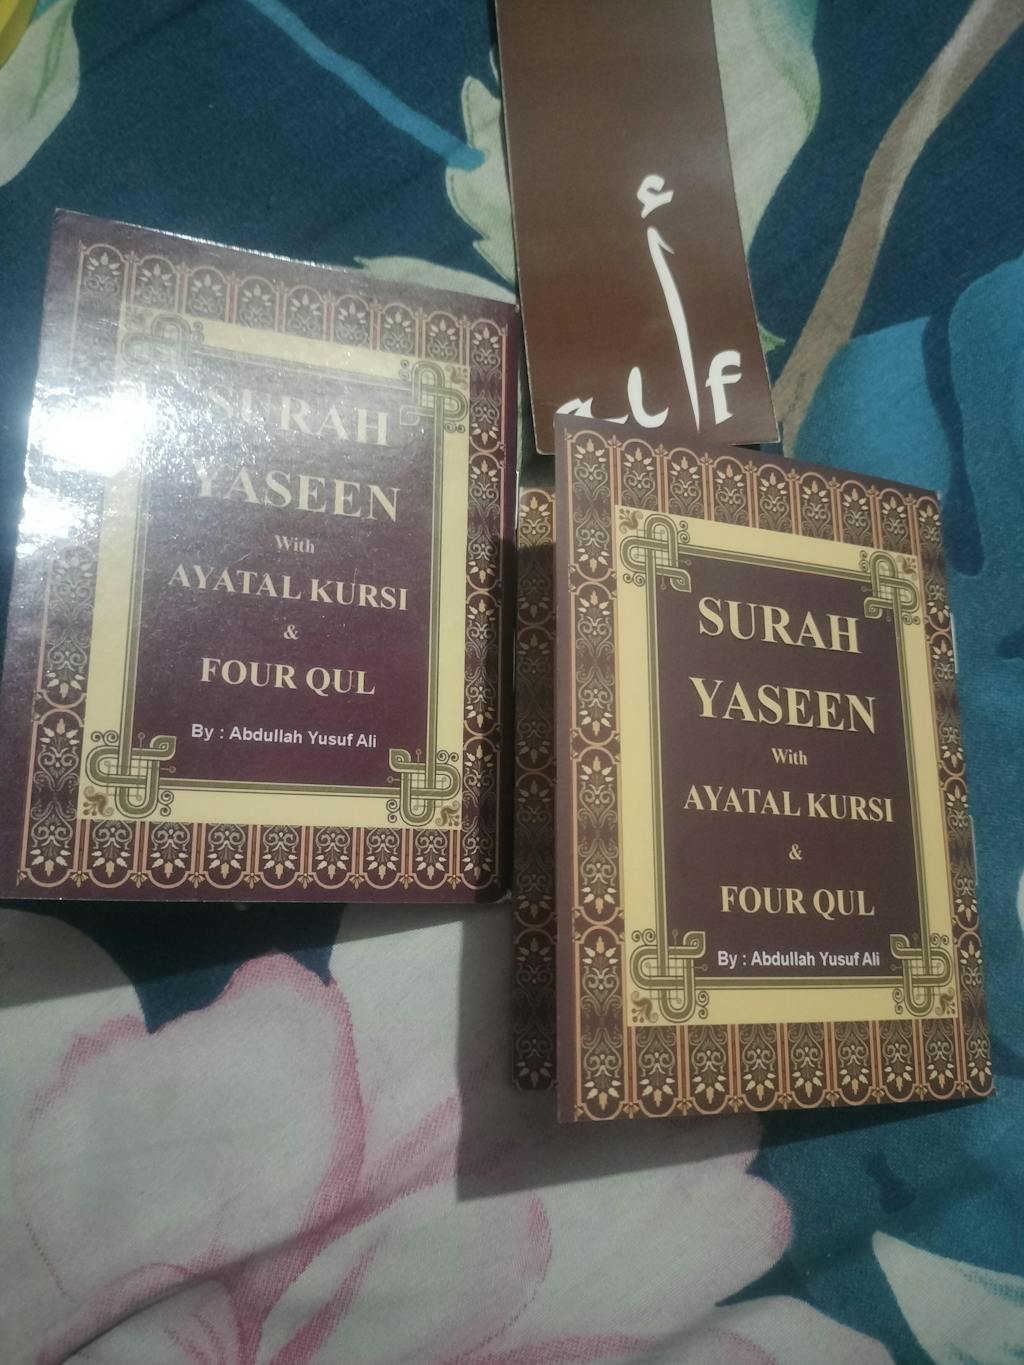 أ
alf
SURAH
YASEEN
With
AYATAL KURSI
&
FOUR QUL
By : Abdullah Yusuf Ali
SURAH
YASEEN
With
AYATAL KURSI
&
FOUR QUL
By : Abdullah Yusuf Ali